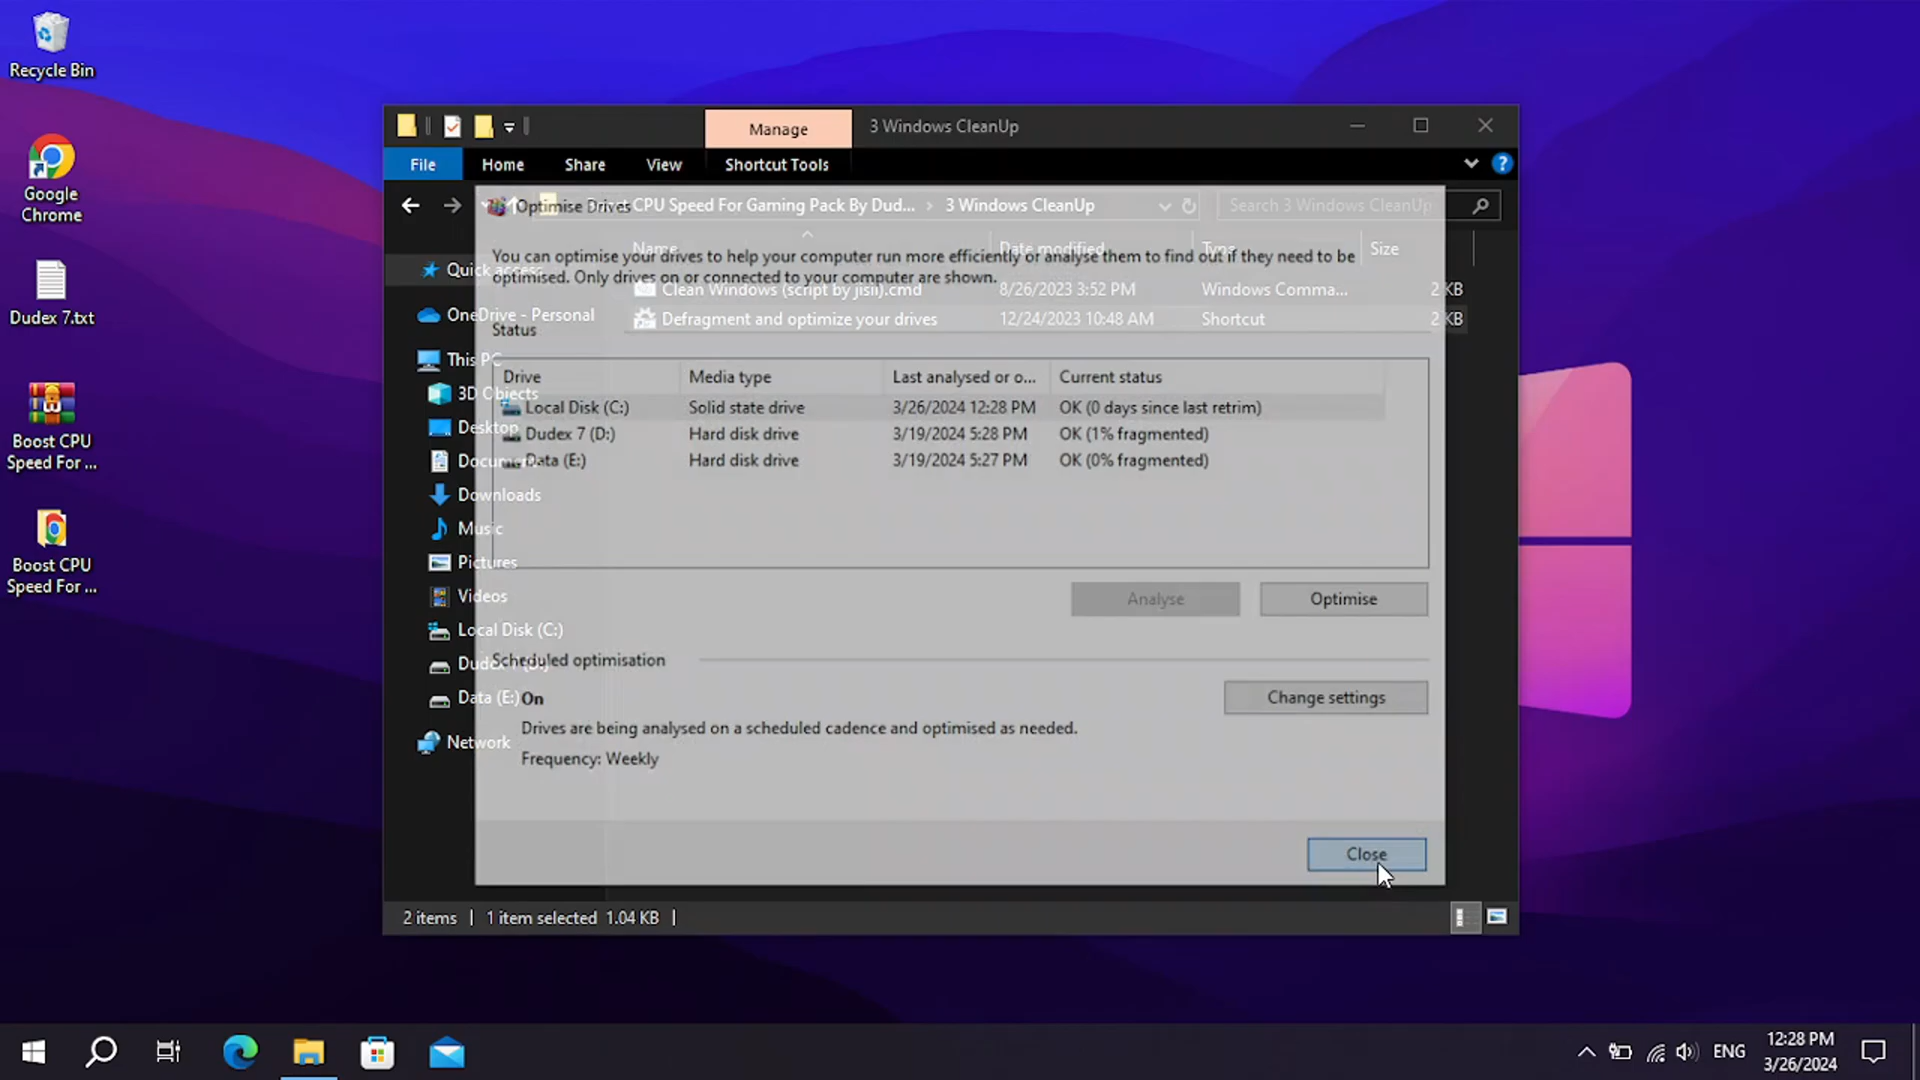 Recycle Bin
Google
Chrome
Dudex 7.txt
Boost CPU
Speed For ...
Boost CPU
Speed For ...
Manage
3 Windows CleanUp
File
Home
Share
View
Shortcut Tools
Optimise Drives
CPU Speed For Gaming Pack By Dud... › 3 Windows CleanUp
Search 3 Windows CleanUp
Name
Date modified
Type
Size
You can optimise your drives to help your computer run more efficiently or analyse them to find out if they need to be
optimised. Only drives on or connected to your computer are shown.
Clean Windows (script by jisii).cmd
8/26/2023 3:52 PM
Windows Comma...
2 KB
Defragment and optimize your drives
12/24/2023 10:48 AM
Shortcut
2 KB
Quick access
OneDrive - Personal
This PC
3D Objects
Desktop
Documents
Downloads
Music
Pictures
Videos
Local Disk (C:)
Dudex 7 (D:)
Data (E:)
Network
Status
Drive
Media type
Last analysed or o...
Current status
Local Disk (C:)
Solid state drive
3/26/2024 12:28 PM
OK (0 days since last retrim)
Dudex 7 (D:)
Hard disk drive
3/19/2024 5:28 PM
OK (1% fragmented)
Data (E:)
Hard disk drive
3/19/2024 5:27 PM
OK (0% fragmented)
Analyse
Optimise
Scheduled optimisation
On
Change settings
Drives are being analysed on a scheduled cadence and optimised as needed.
Frequency: Weekly
Close
2 items
1 item selected 1.04 KB
ENG
12:28 PM
3/26/2024